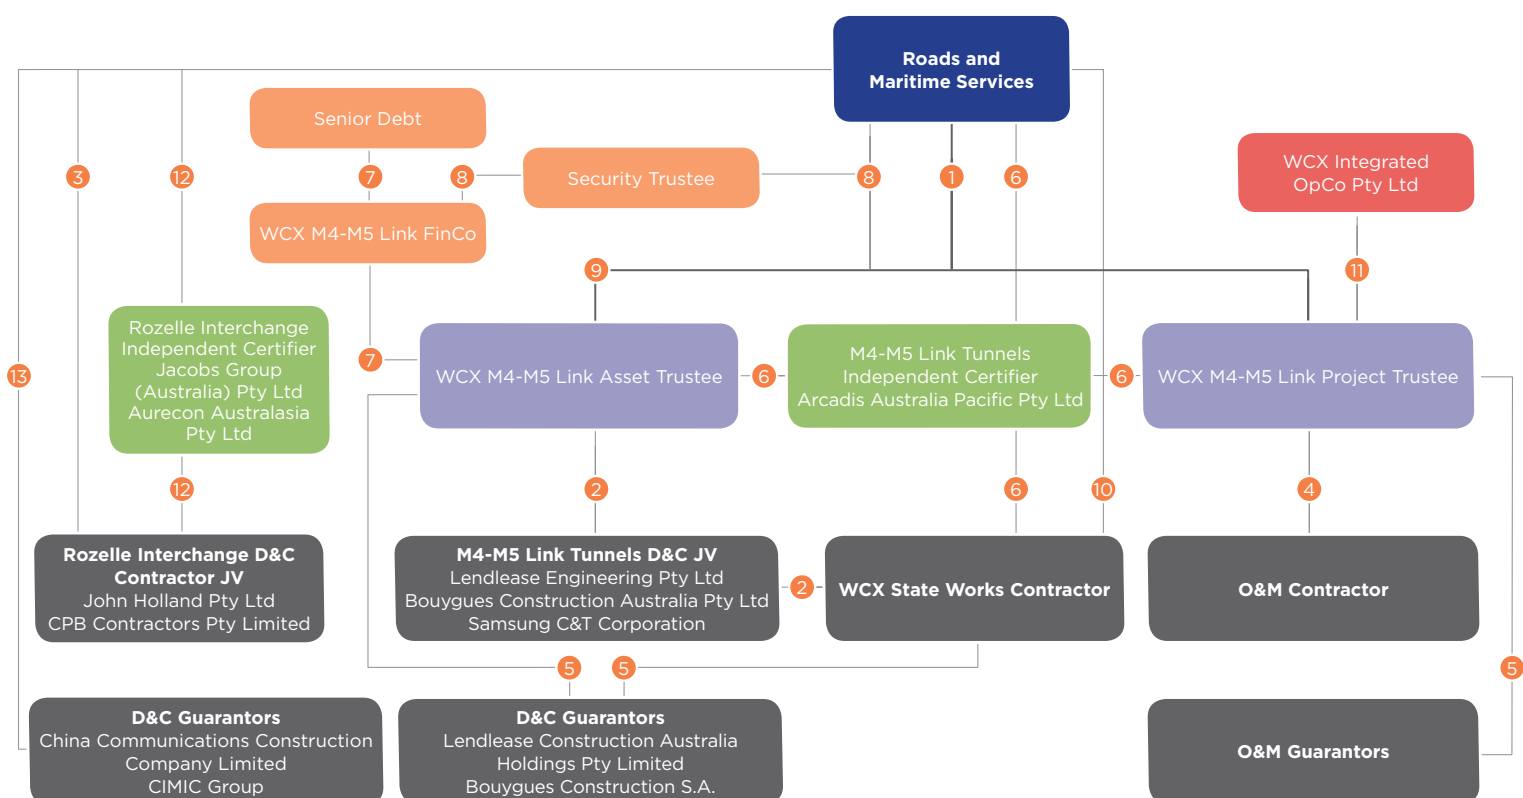 Roads and
Maritime Services
Senior Debt
WCX Integrated
OpCo Pty Ltd
3
12
7
8
Security Trustee
8
1
6
WCX M4-M5 Link FinCo
9
11
Rozelle Interchange
Independent Certifier
Jacobs Group
(Australia) Pty Ltd
Aurecon Australasia
Pty Ltd
7
13
WCX M4-M5 Link Asset Trustee
6
M4-M5 Link Tunnels
Independent Certifier
Arcadis Australia Pacific Pty Ltd
6
WCX M4-M5 Link Project Trustee
12
2
6
10
4
Rozelle Interchange D&C
Contractor JV
John Holland Pty Ltd
CPB Contractors Pty Limited
M4-M5 Link Tunnels D&C JV
Lendlease Engineering Pty Ltd
Bouygues Construction Australia Pty Ltd
Samsung C&T Corporation
2
WCX State Works Contractor
O&M Contractor
5
5
5
D&C Guarantors
China Communications Construction
Company Limited
CIMIC Group
D&C Guarantors
Lendlease Construction Australia
Holdings Pty Limited
Bouygues Construction S.A.
O&M Guarantors